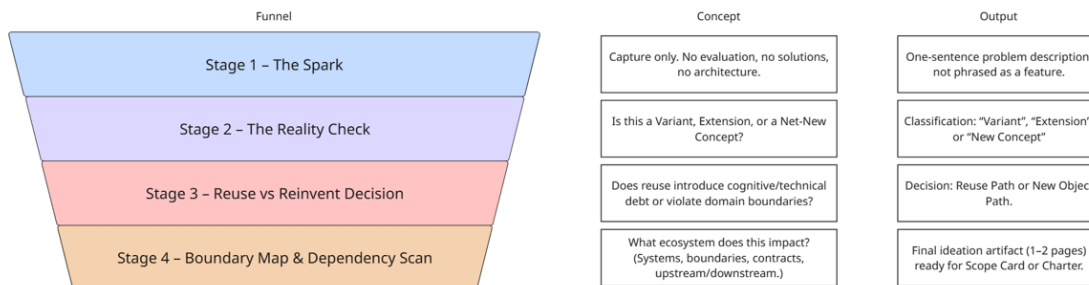 Funnel
Concept
Output
Stage 1 – The Spark
Capture only. No evaluation, no solutions,
no architecture.
One-sentence problem description
not phrased as a feature.
Stage 2 – The Reality Check
Is this a Variant, Extension, or a Net-New
Concept?
Classification: “Variant”, “Extension”
or “New Concept”
Stage 3 – Reuse vs Reinvent Decision
Does reuse introduce cognitive/technical
debt or violate domain boundaries?
Decision: Reuse Path or New Objec
Path.
Stage 4 – Boundary Map & Dependency Scan
What ecosystem does this impact?
(Systems, boundaries, contracts,
upstream/downstream.)
Final ideation artifact (1–2 pages)
ready for Scope Card or Charter.